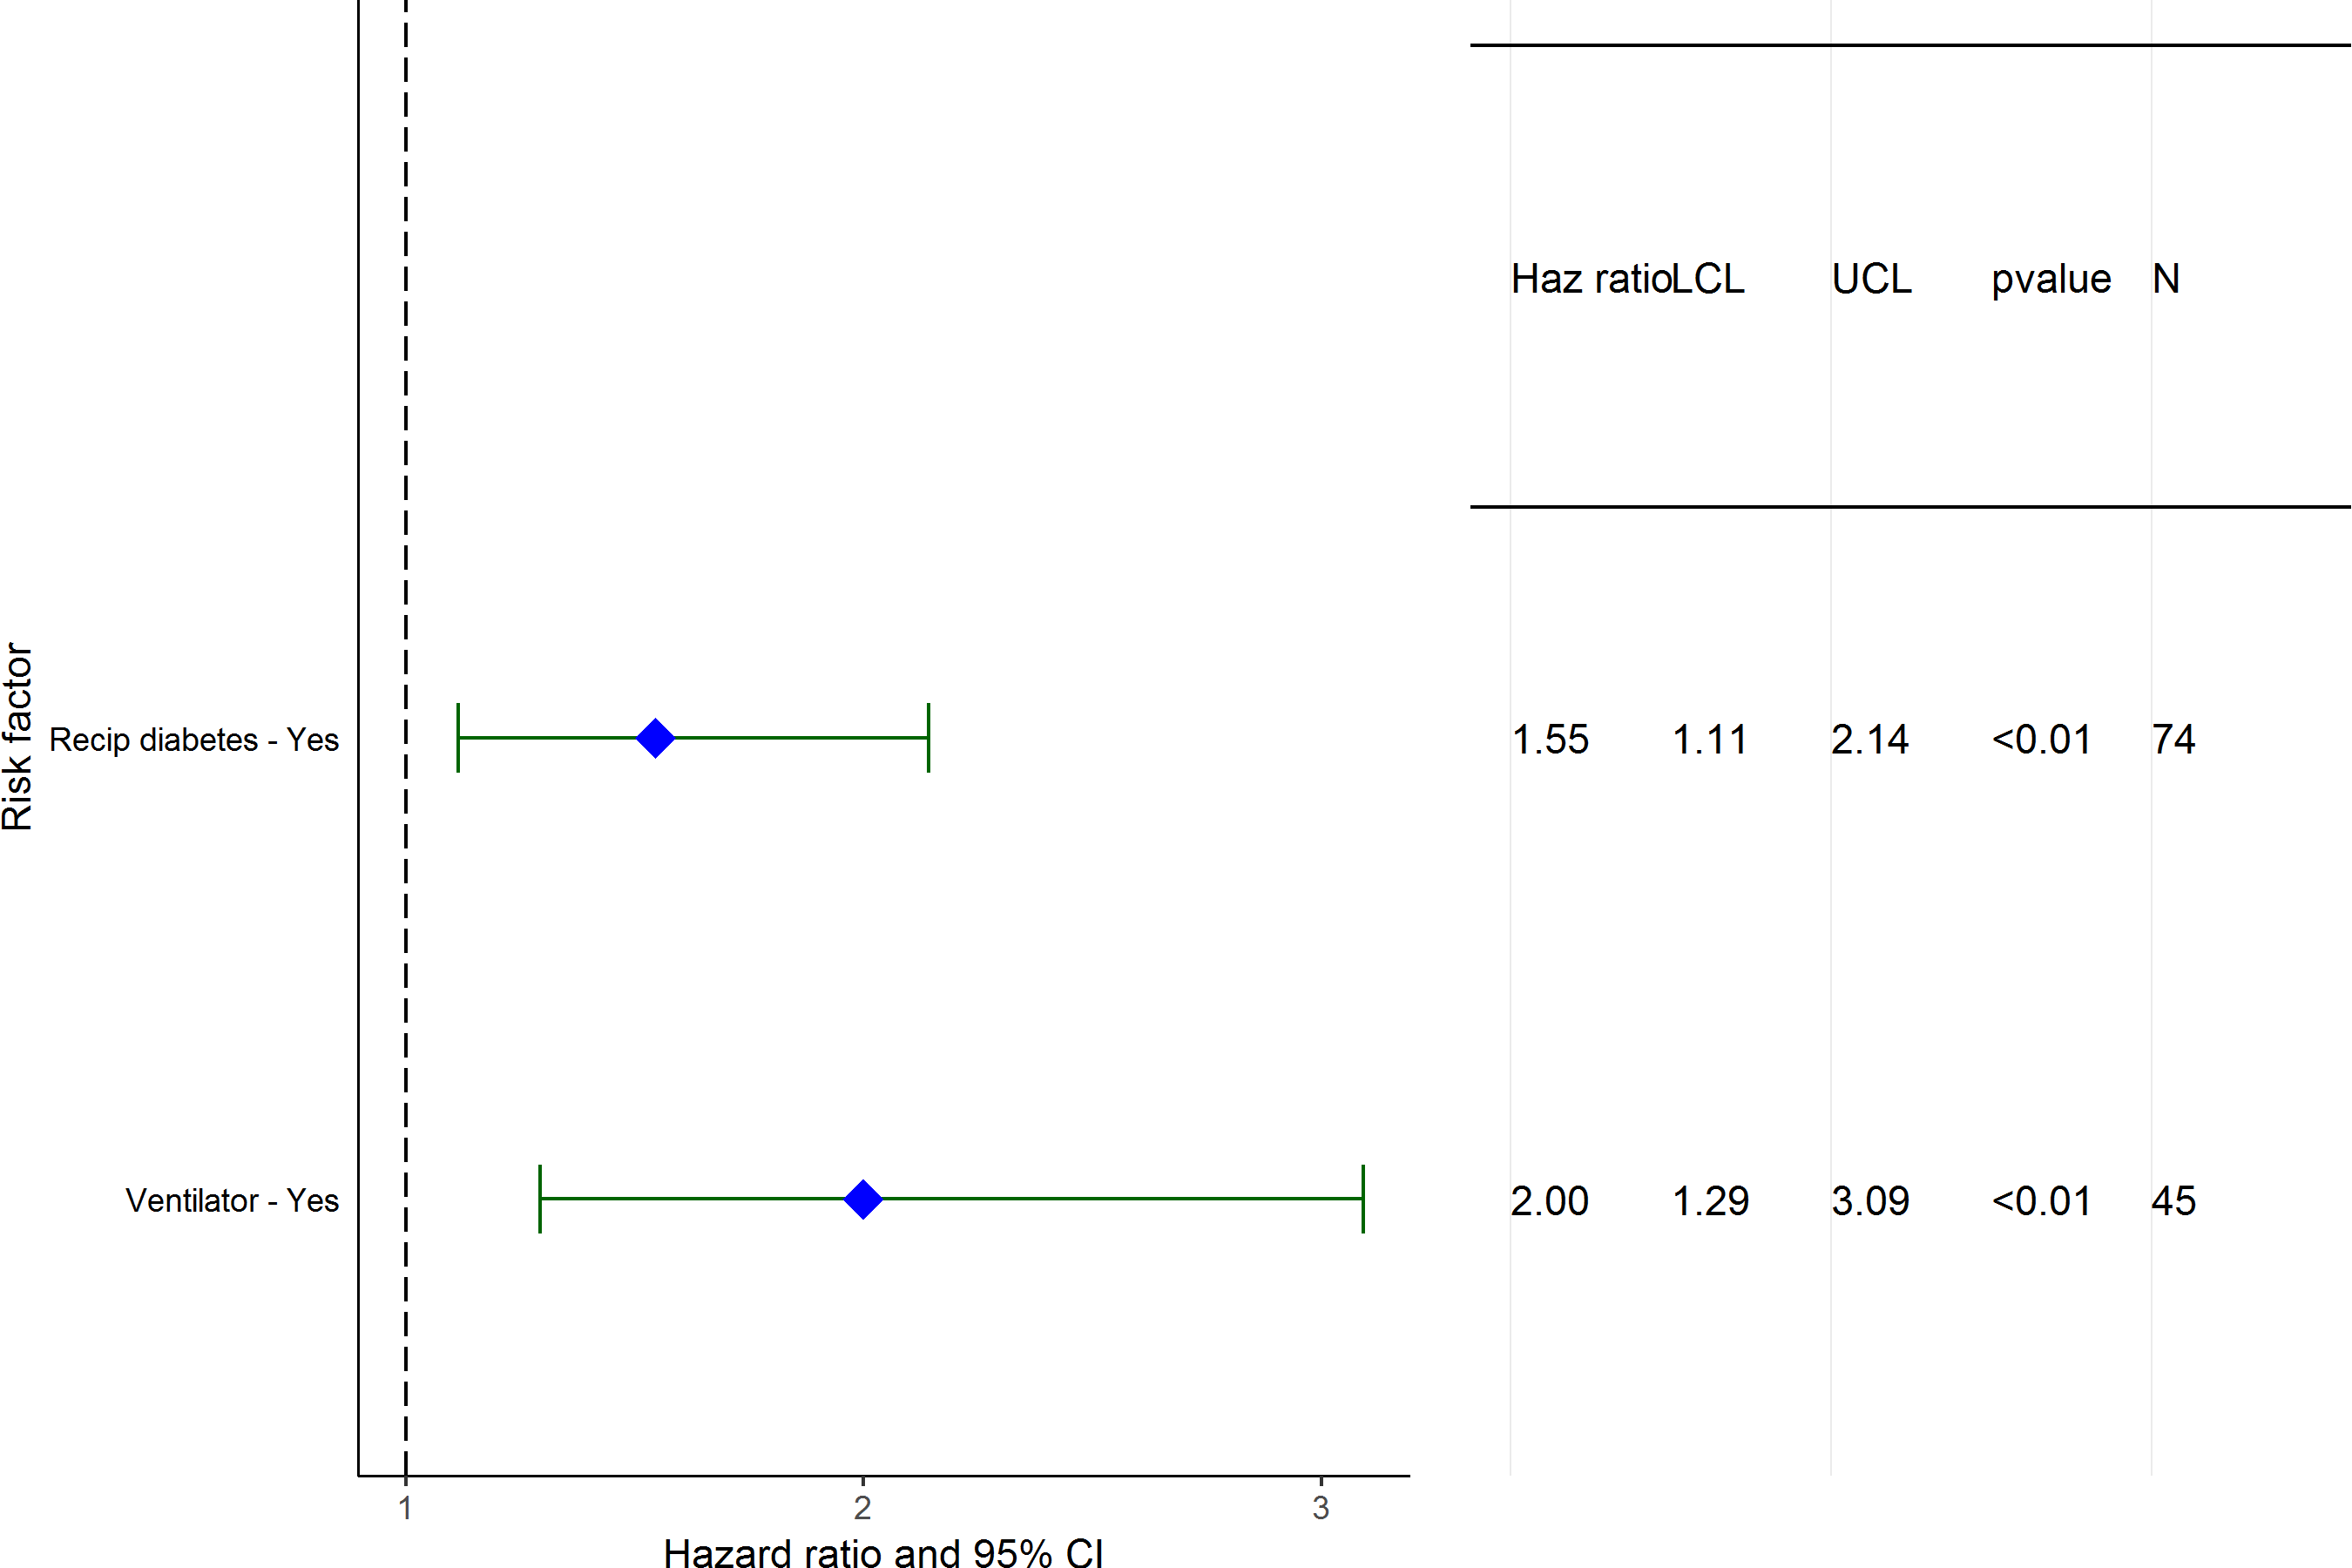 Haz ratio LCL UCL pvalue N
Risk factor
Recip diabetes - Yes 1.55 1.11 2.14 <0.01 74
Ventilator - Yes 2.00 1.29 3.09 <0.01 45
1 2 3
Hazard ratio and 95% CI